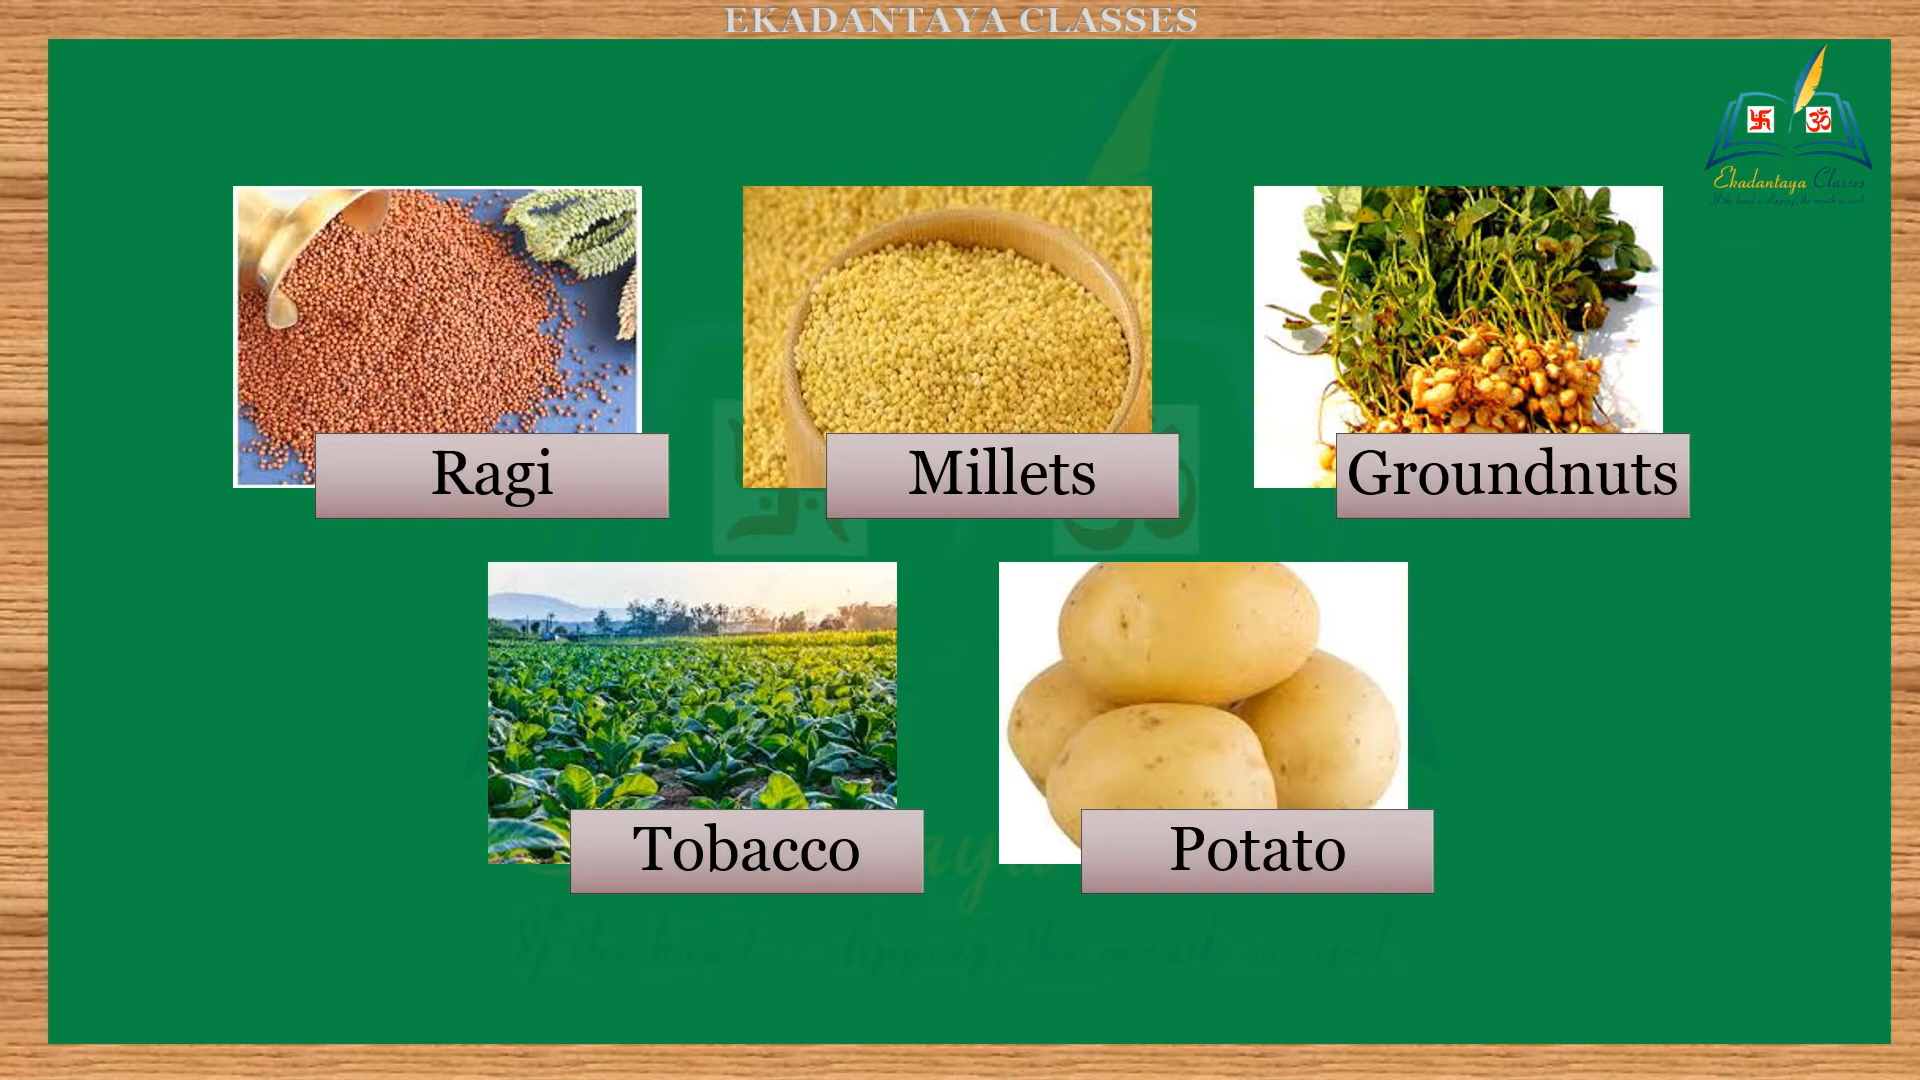 EKADANTAYA CLASSES
Ekadantaya Classes
Ragi
Millets
Groundnuts
Tobacco
Potato